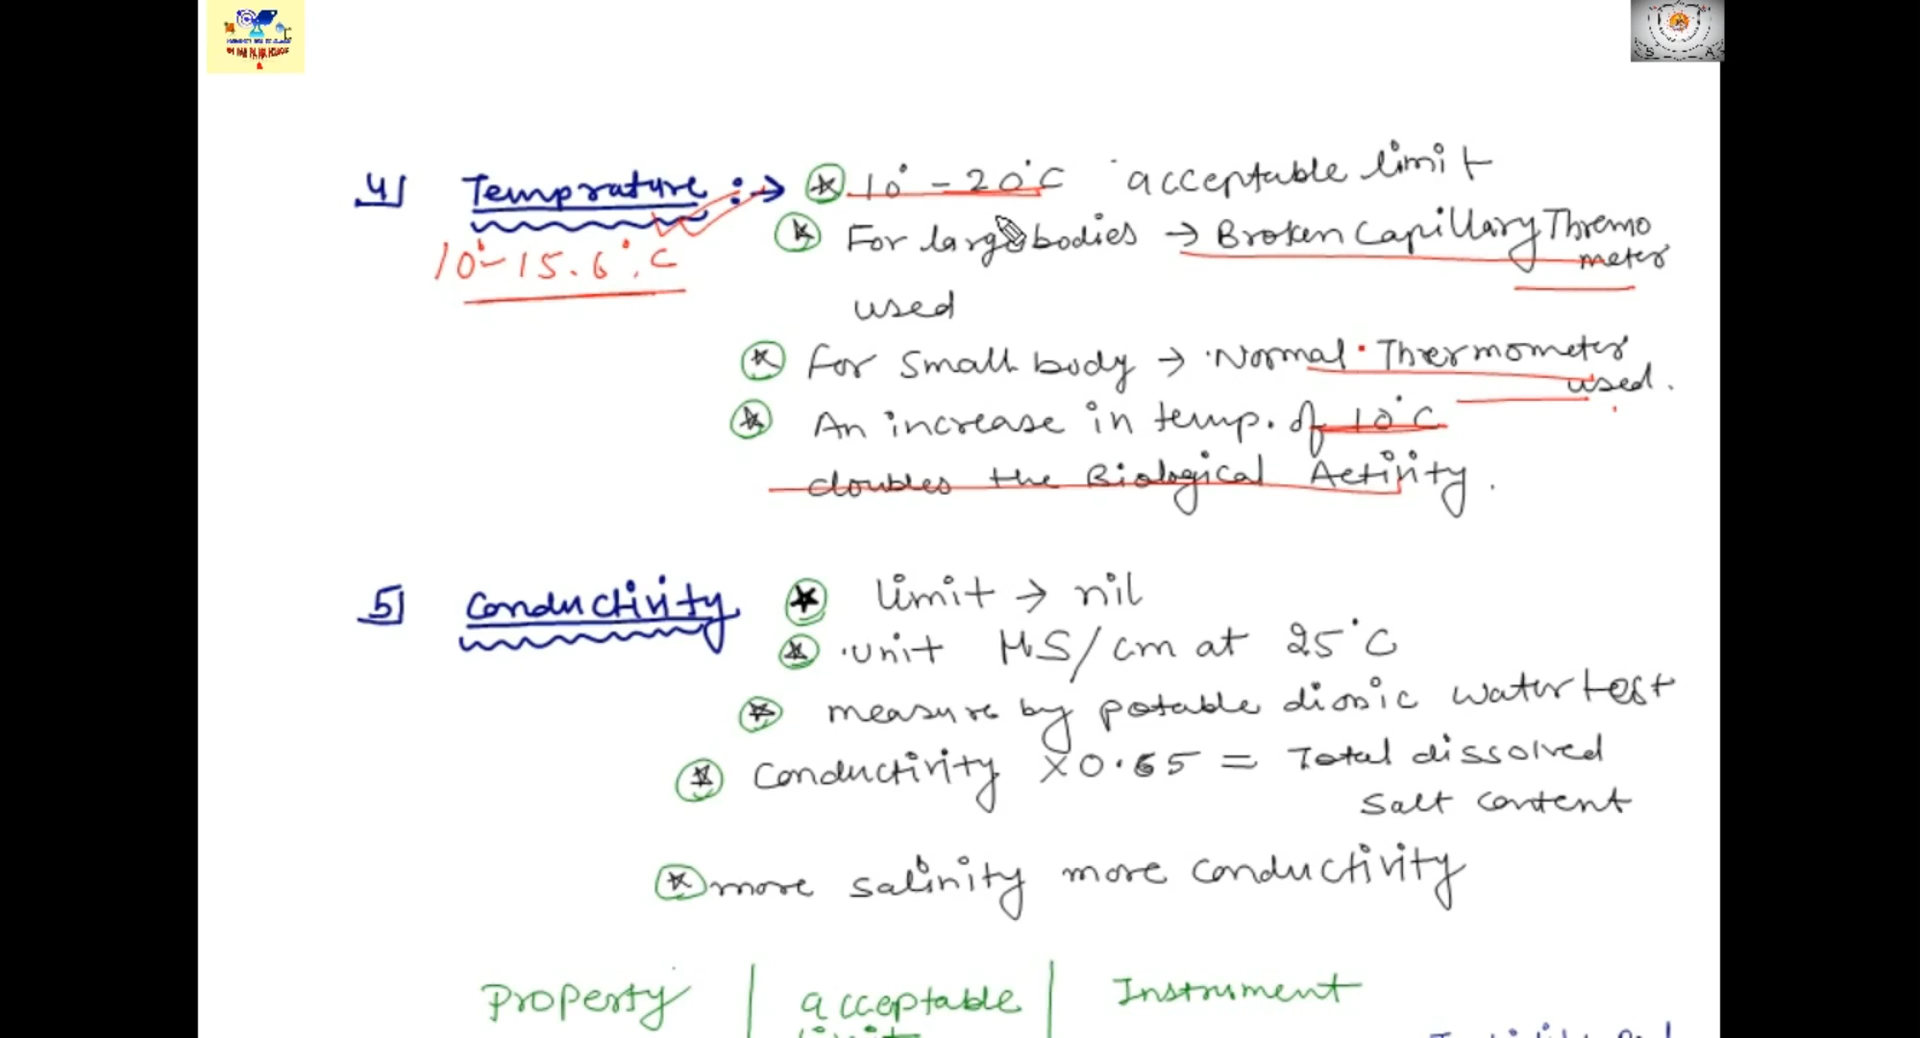 4) Temprature :→ * 10° - 20°C acceptable limit
10°-15.6°.C
* For large bodies → Broken Capillary Thremo
meter
used
* For small body → Normal Thermometer
used.
* An increase in temp. of 10°C
doubles the Biological Activity.
5) Conductivity * limit → nil
* unit μS/cm at 25°C
* measure by potable dionic water test
* Conductivity X0.65 = Total dissolved
salt content
* more salinity more conductivity
Property | acceptable | Instrument
limit